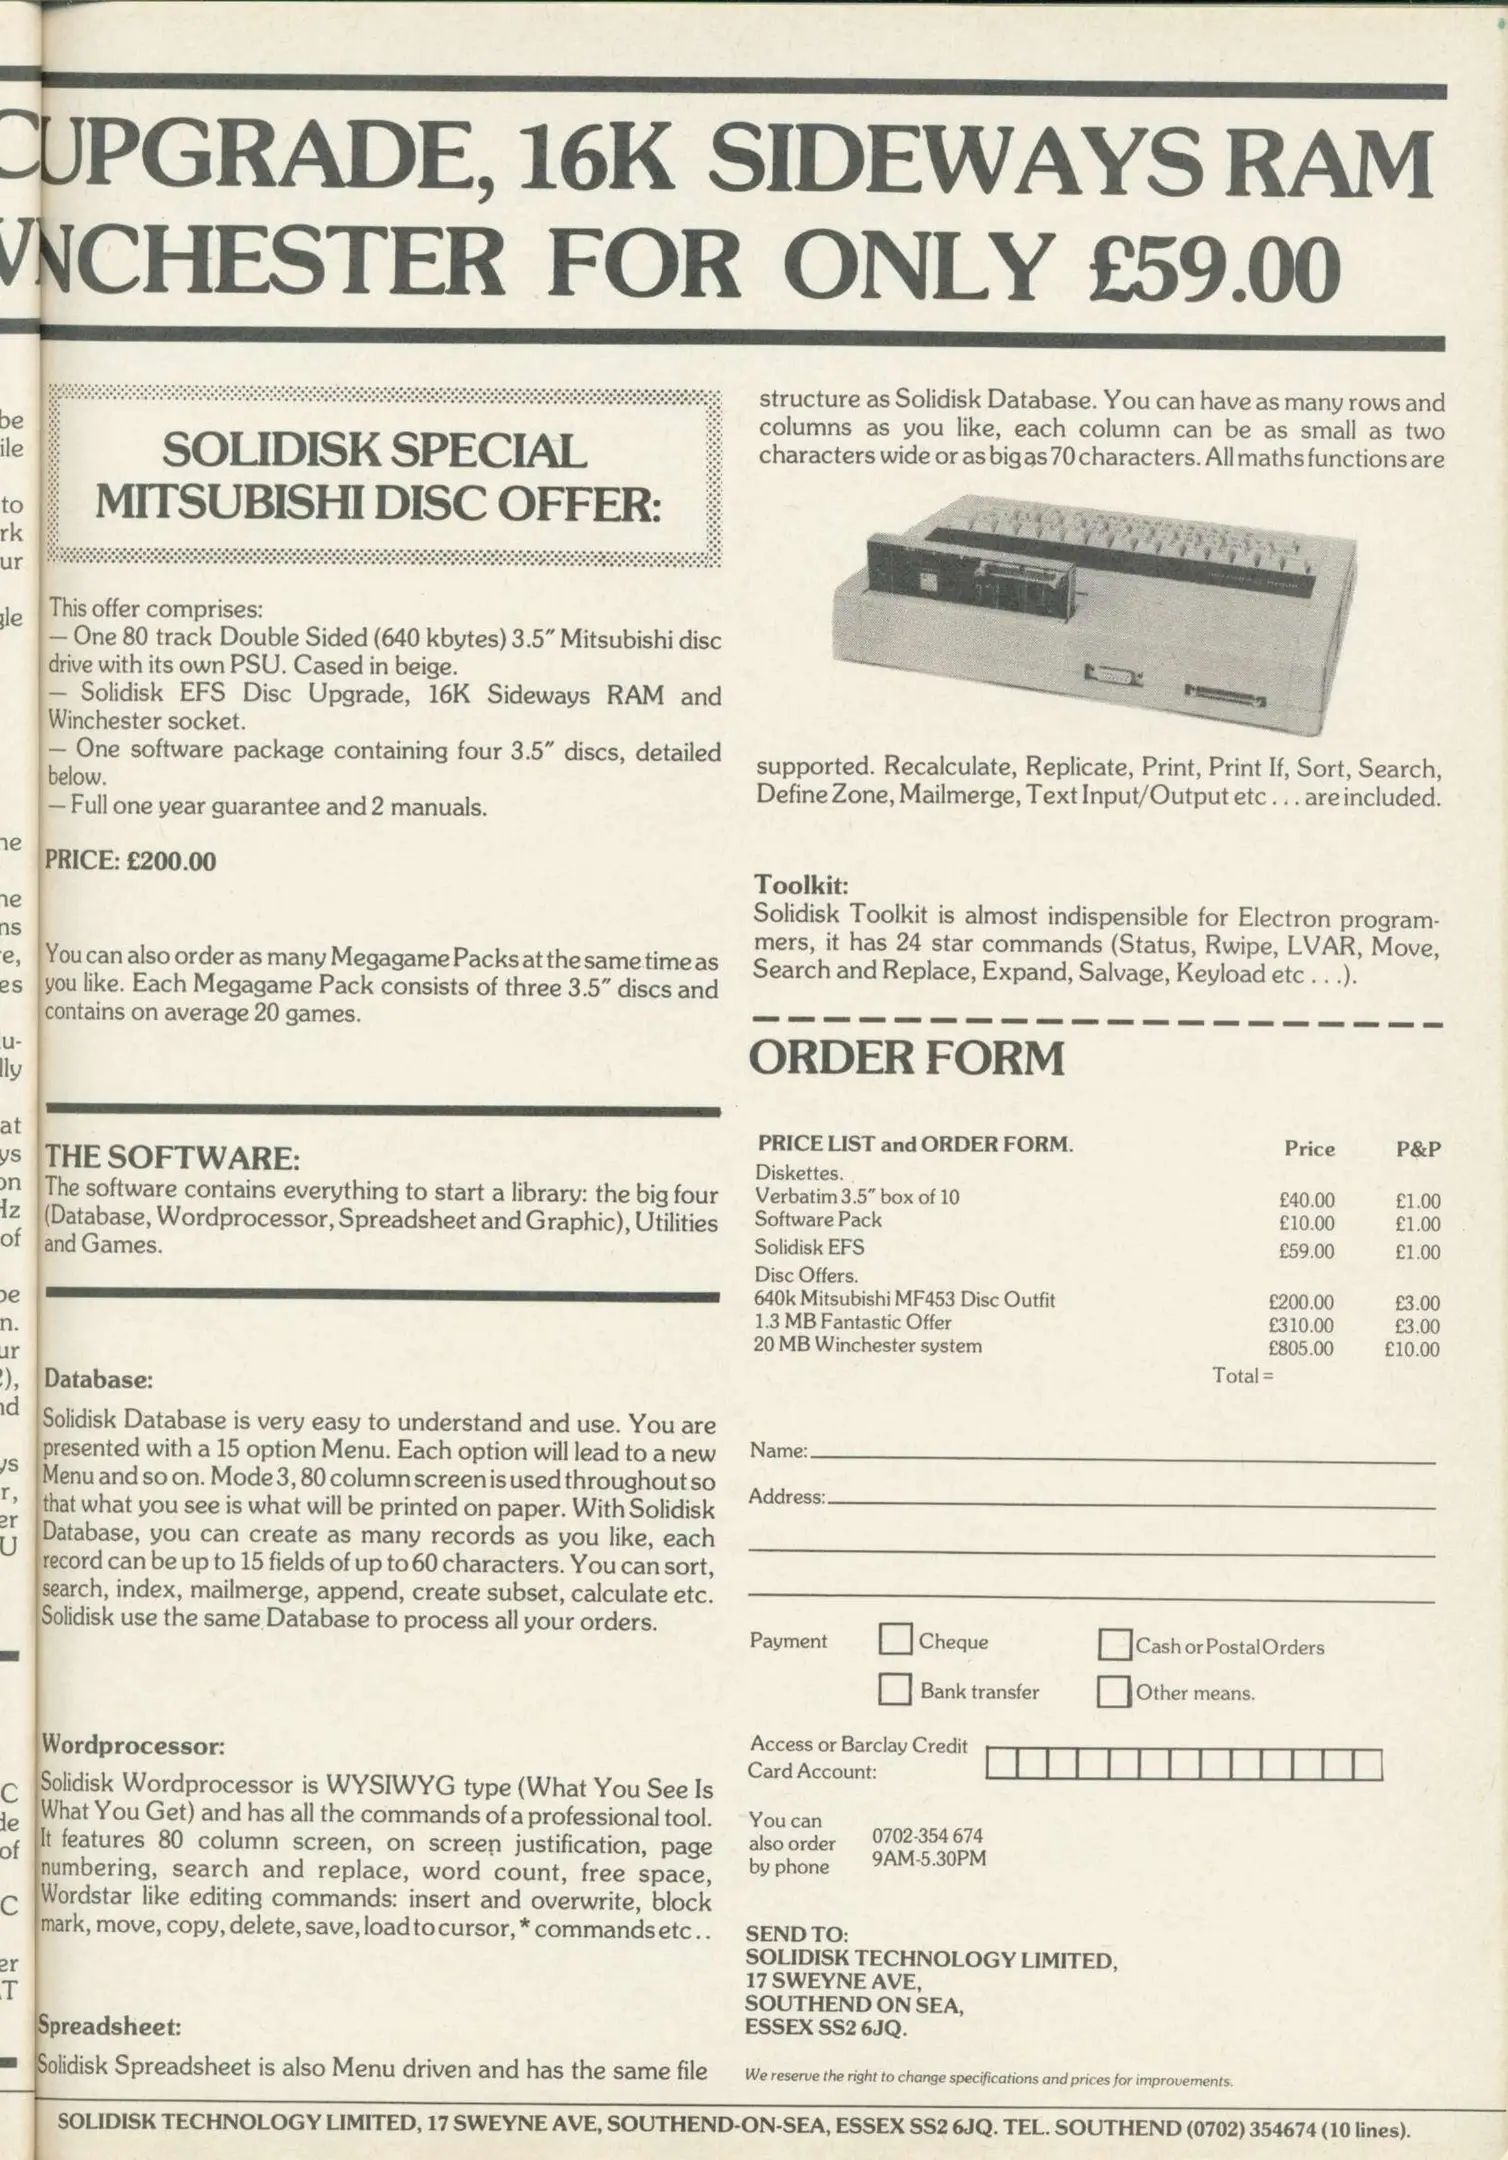 UPGRADE, 16K SIDEWAYS RAM
NCHESTER FOR ONLY £59.00
be
ile
to
rk
ur
gle
ne
ne
ns
e,
es
u-
lly
at
ys
on
Hz
of
be
n.
ur
2),
nd
ys
r,
er
U
C
de
of
C
er
T
SOLIDISK SPECIAL
MITSUBISHI DISC OFFER:
This offer comprises:
— One 80 track Double Sided (640 kbytes) 3.5″ Mitsubishi disc
drive with its own PSU. Cased in beige.
— Solidisk EFS Disc Upgrade, 16K Sideways RAM and
Winchester socket.
— One software package containing four 3.5″ discs, detailed
below.
— Full one year guarantee and 2 manuals.
PRICE: £200.00
You can also order as many Megagame Packs at the same time as
you like. Each Megagame Pack consists of three 3.5″ discs and
contains on average 20 games.
THE SOFTWARE:
The software contains everything to start a library: the big four
(Database, Wordprocessor, Spreadsheet and Graphic), Utilities
and Games.
Database:
Solidisk Database is very easy to understand and use. You are
presented with a 15 option Menu. Each option will lead to a new
Menu and so on. Mode 3, 80 column screen is used throughout so
that what you see is what will be printed on paper. With Solidisk
Database, you can create as many records as you like, each
record can be up to 15 fields of up to 60 characters. You can sort,
search, index, mailmerge, append, create subset, calculate etc.
Solidisk use the same Database to process all your orders.
Wordprocessor:
Solidisk Wordprocessor is WYSIWYG type (What You See Is
What You Get) and has all the commands of a professional tool.
It features 80 column screen, on screen justification, page
numbering, search and replace, word count, free space,
Wordstar like editing commands: insert and overwrite, block
mark, move, copy, delete, save, load to cursor, * commands etc . .
Spreadsheet:
Solidisk Spreadsheet is also Menu driven and has the same file
structure as Solidisk Database. You can have as many rows and
columns as you like, each column can be as small as two
characters wide or as big as 70 characters. All maths functions are
supported. Recalculate, Replicate, Print, Print If, Sort, Search,
Define Zone, Mailmerge, Text Input/Output etc . . . are included.
Toolkit:
Solidisk Toolkit is almost indispensible for Electron program-
mers, it has 24 star commands (Status, Rwipe, LVAR, Move,
Search and Replace, Expand, Salvage, Keyload etc . . .).
ORDER FORM
PRICE LIST and ORDER FORM. Price P&P
Diskettes.
Verbatim 3.5″ box of 10 £40.00 £1.00
Software Pack £10.00 £1.00
Solidisk EFS £59.00 £1.00
Disc Offers.
640k Mitsubishi MF453 Disc Outfit £200.00 £3.00
1.3 MB Fantastic Offer £310.00 £3.00
20 MB Winchester system £805.00 £10.00
Total =
Name:
Address:
Payment Cheque Cash or Postal Orders
Bank transfer Other means.
Access or Barclay Credit
Card Account:
You can
also order 0702-354 674
by phone 9AM-5.30PM
SEND TO:
SOLIDISK TECHNOLOGY LIMITED,
17 SWEYNE AVE,
SOUTHEND ON SEA,
ESSEX SS2 6JQ.
We reserve the right to change specifications and prices for improvements.
SOLIDISK TECHNOLOGY LIMITED, 17 SWEYNE AVE, SOUTHEND-ON-SEA, ESSEX SS2 6JQ. TEL. SOUTHEND (0702) 354674 (10 lines).